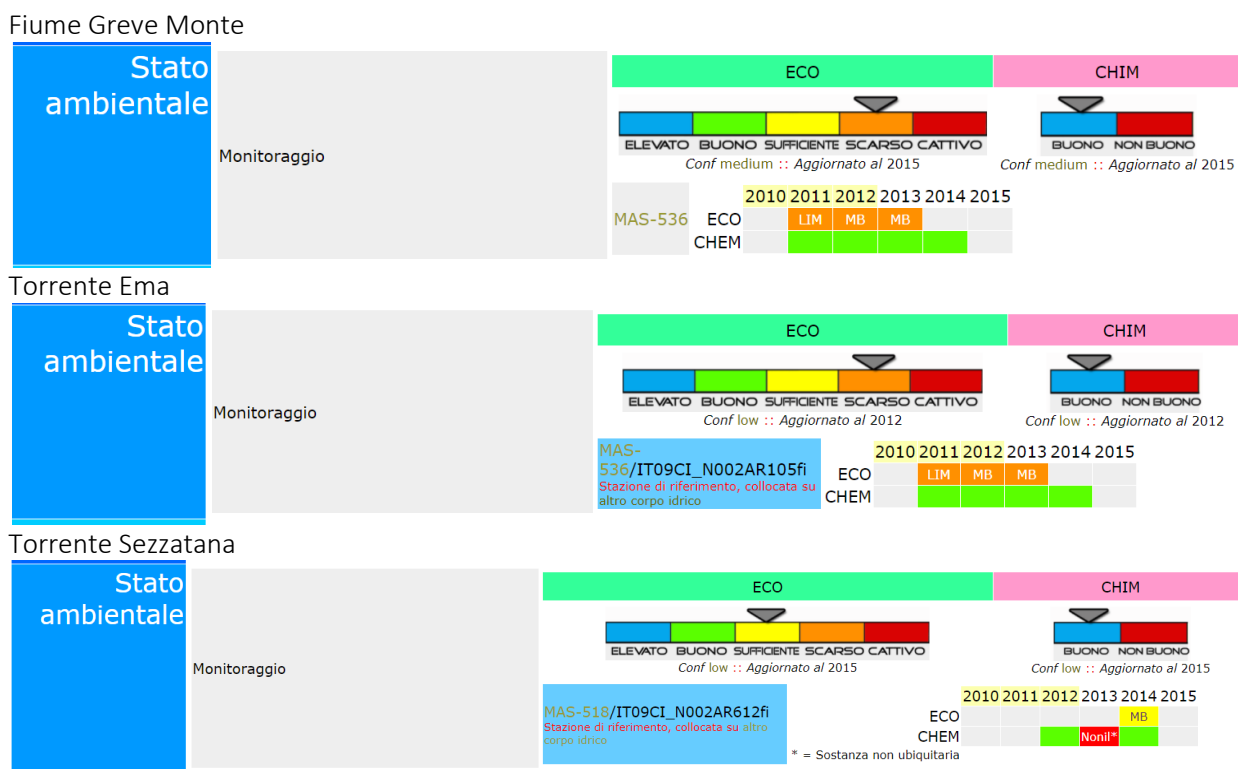 Fiume Greve Monte
Stato
ambientale
Monitoraggio
ECO CHIM
ELEVATO BUONO SUFFICIENTE SCARSO CATTIVO BUONO NON BUONO
Conf medium :: Aggiornato al 2015 Conf medium :: Aggiornato al 2015
2010 2011 2012 2013 2014 2015
MAS-536 ECO LIM MB MB
CHEM
Torrente Ema
Stato
ambientale
Monitoraggio
ECO CHIM
ELEVATO BUONO SUFFICIENTE SCARSO CATTIVO BUONO NON BUONO
Conf low :: Aggiornato al 2012 Conf low :: Aggiornato al 2012
MAS-
536/IT09CI_N002AR105fi
Stazione di riferimento, collocata su
altro corpo idrico
2010 2011 2012 2013 2014 2015
ECO LIM MB MB
CHEM
Torrente Sezzatana
Stato
ambientale
Monitoraggio
ECO CHIM
ELEVATO BUONO SUFFICIENTE SCARSO CATTIVO BUONO NON BUONO
Conf low :: Aggiornato al 2015 Conf low :: Aggiornato al 2015
MAS-518/IT09CI_N002AR612fi
Stazione di riferimento, collocata su altro
corpo idrico
2010 2011 2012 2013 2014 2015
ECO MB
CHEM Nonil*
* = Sostanza non ubiquitaria